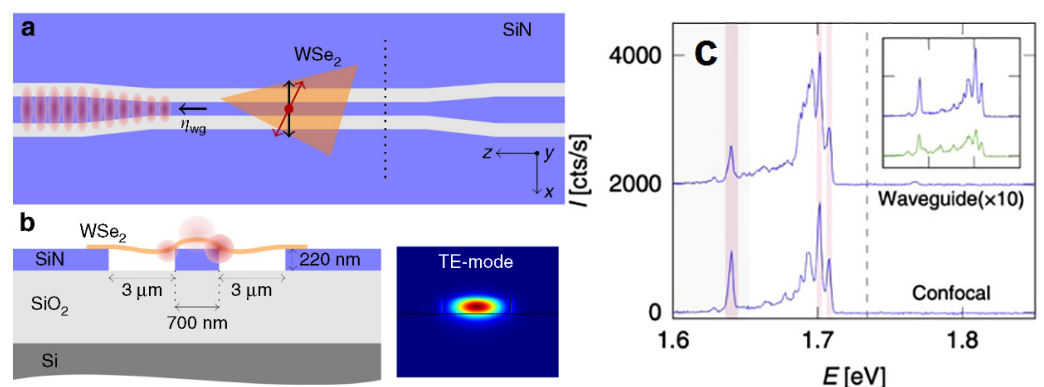 a
SiN
WSe2
ηwg
z
y
x
b
WSe2
SiN
220 nm
3 μm
3 μm
SiO2
700 nm
Si
TE-mode
C
4000
2000
0
I [cts/s]
Waveguide(×10)
Confocal
1.6
1.7
1.8
E [eV]